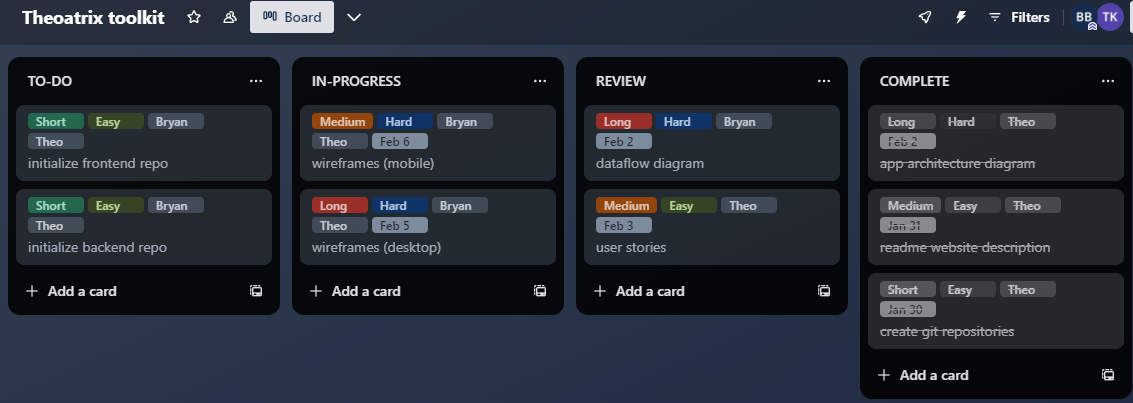 Theoatrix toolkit Board Filters BB TK
TO-DO
Short Easy Bryan
Theo
initialize frontend repo
Short Easy Bryan
Theo
initialize backend repo
+ Add a card
IN-PROGRESS
Medium Hard Bryan
Theo Feb 6
wireframes (mobile)
Long Hard Bryan
Theo Feb 5
wireframes (desktop)
+ Add a card
REVIEW
Long Hard Bryan
Feb 2
dataflow diagram
Medium Easy Theo
Feb 3
user stories
+ Add a card
COMPLETE
Long Hard Theo
Feb 2
app architecture diagram
Medium Easy Theo
Jan 31
readme website description
Short Easy Theo
Jan 30
create git repositories
+ Add a card